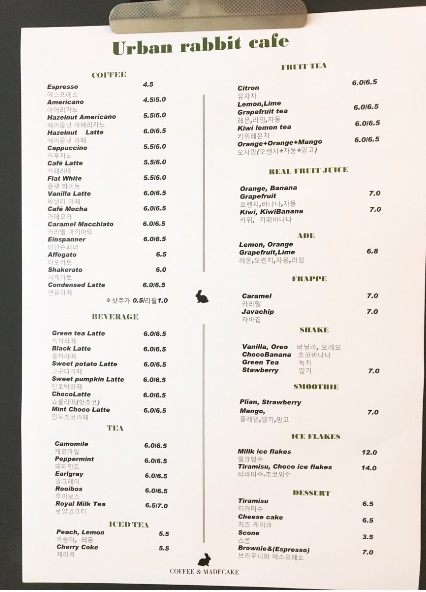 Urban rabbit cafe
COFFEE
Espresso 4.5
에스프레소
Americano 4.5/5.0
아메리카노
Hazelnut Americano 5.5/6.0
헤이즐넛 아메리카노
Hazelnut Latte 6.0/6.5
헤이즐넛 라떼
Cappuccino 5.5/6.0
카푸치노
Café Latte 5.5/6.0
카페라떼
Flat White 5.5/6.0
플랫 화이트
Vanilla Latte 6.0/6.5
바닐라 라떼
Café Mocha 6.0/6.5
카페모카
Caramel Macchiato 6.0/6.5
카라멜 마키아토
Einspanner 6.0/6.5
아인슈페너
Affogato 6.5
아포가토
Shakerato 6.0
샤케라토
Condensed Latte 6.0/6.5
연유라떼
※샷추가 0.5/리필1.0
BEVERAGE
Green tea Latte 6.0/6.5
녹차라떼
Black Latte 6.0/6.5
Sweet potato Latte 6.0/6.5
고구마라떼
Sweet pumpkin Latte 6.0/6.5
단호박라떼
ChocoLatte 6.0/6.5
Mint Choco Latte 6.0/6.5
민트초코라떼
TEA
Camomile 6.0/6.5
캐모마일
Peppermint 6.0/6.5
페퍼민트
Earlgray 6.0/6.5
얼그레이
Rooibos 6.0/6.5
루이보스
Royal Milk Tea 6.5/7.0
로얄밀크티
ICED TEA
Peach, Lemon 5.5
복숭아, 레몬
Cherry Coke 5.5
체리콕
FRUIT TEA
Citron 6.0/6.5
유자차
Lemon,Lime
Grapefruit tea 6.0/6.5
레몬,라임,자몽
Kiwi lemon tea 6.0/6.5
키위레몬차
Orange+Orange+Mango 6.0/6.5
오자망(오렌지+자몽+망고)
REAL FRUIT JUICE
Orange, Banana
Grapefruit 7.0
오렌지,바나나,자몽
Kiwi, KiwiBanana 7.0
키위, 키위바나나
ADE
Lemon, Orange
Grapefruit,Lime 6.8
레몬,오렌지,자몽,라임
FRAPPE
Caramel 7.0
카라멜
Javachip 7.0
자바칩
SHAKE
Vanilla, Oreo 바닐라, 오레오
ChocoBanana 초코바나나
Green Tea 녹차
Stawberry 딸기 7.0
SMOOTHIE
Plian, Strawberry
Mango, 7.0
플레인,딸기,망고
ICE FLAKES
Millk ice flakes 12.0
밀크빙수
Tiramisu, Choco ice flakes 14.0
티라미수,초코빙수
DESSERT
Tiramisu 6.5
티라미수
Cheese cake 6.5
치즈 케이크
Scone 3.5
스콘
Brownie&(Espresso) 7.0
브라우니와 에스프레소
COFFEE & MADECAKE